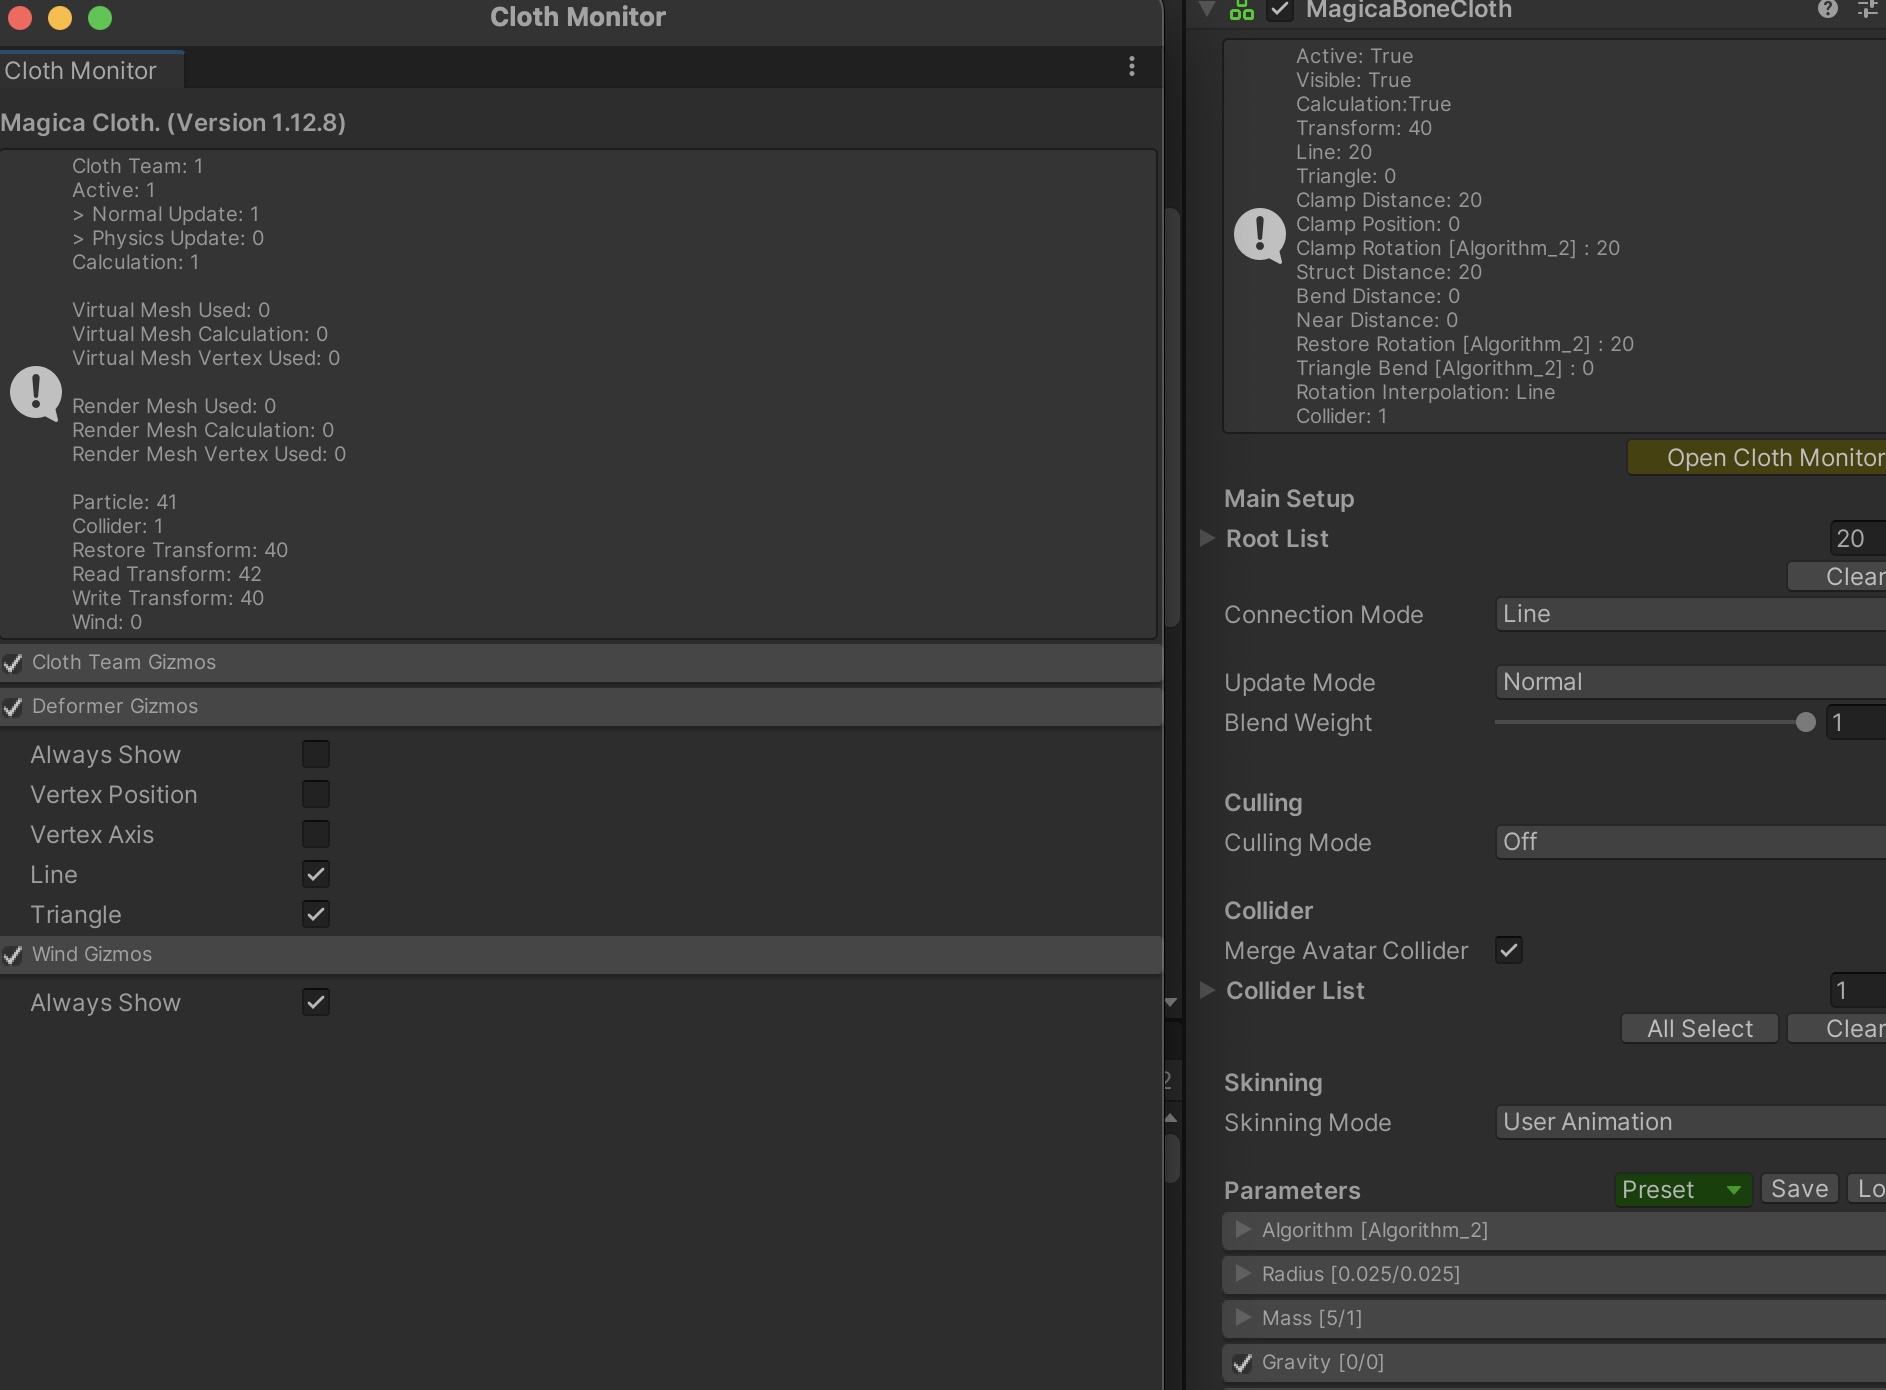 Cloth Monitor
Cloth Monitor
Magica Cloth. (Version 1.12.8)
Cloth Team: 1
Active: 1
> Normal Update: 1
> Physics Update: 0
Calculation: 1
Virtual Mesh Used: 0
Virtual Mesh Calculation: 0
Virtual Mesh Vertex Used: 0
Render Mesh Used: 0
Render Mesh Calculation: 0
Render Mesh Vertex Used: 0
Particle: 41
Collider: 1
Restore Transform: 40
Read Transform: 42
Write Transform: 40
Wind: 0
Cloth Team Gizmos
Deformer Gizmos
Always Show
Vertex Position
Vertex Axis
Line
Triangle
Wind Gizmos
Always Show
2
MagicaBoneCloth
Active: True
Visible: True
Calculation:True
Transform: 40
Line: 20
Triangle: 0
Clamp Distance: 20
Clamp Position: 0
Clamp Rotation [Algorithm_2] : 20
Struct Distance: 20
Bend Distance: 0
Near Distance: 0
Restore Rotation [Algorithm_2] : 20
Triangle Bend [Algorithm_2] : 0
Rotation Interpolation: Line
Collider: 1
Open Cloth Monitor
Main Setup
Root List 20
Clear
Connection Mode Line
Update Mode Normal
Blend Weight 1
Culling
Culling Mode Off
Collider
Merge Avatar Collider
Collider List 1
All Select Clear
Skinning
Skinning Mode User Animation
Parameters Preset Save Lo
Algorithm [Algorithm_2]
Radius [0.025/0.025]
Mass [5/1]
Gravity [0/0]